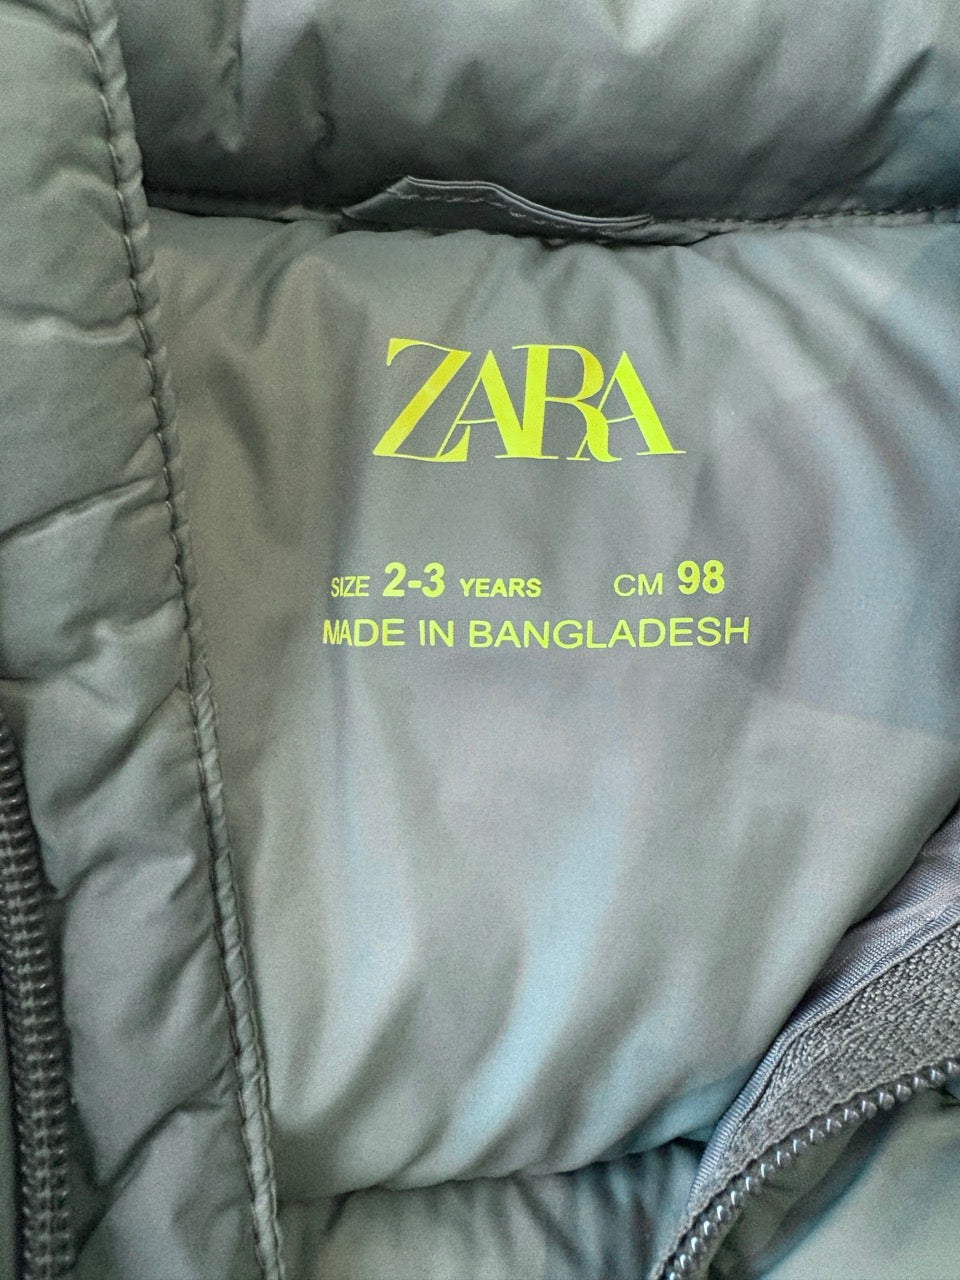 ZARA
SIZE 2-3 YEARS CM 98
MADE IN BANGLADESH